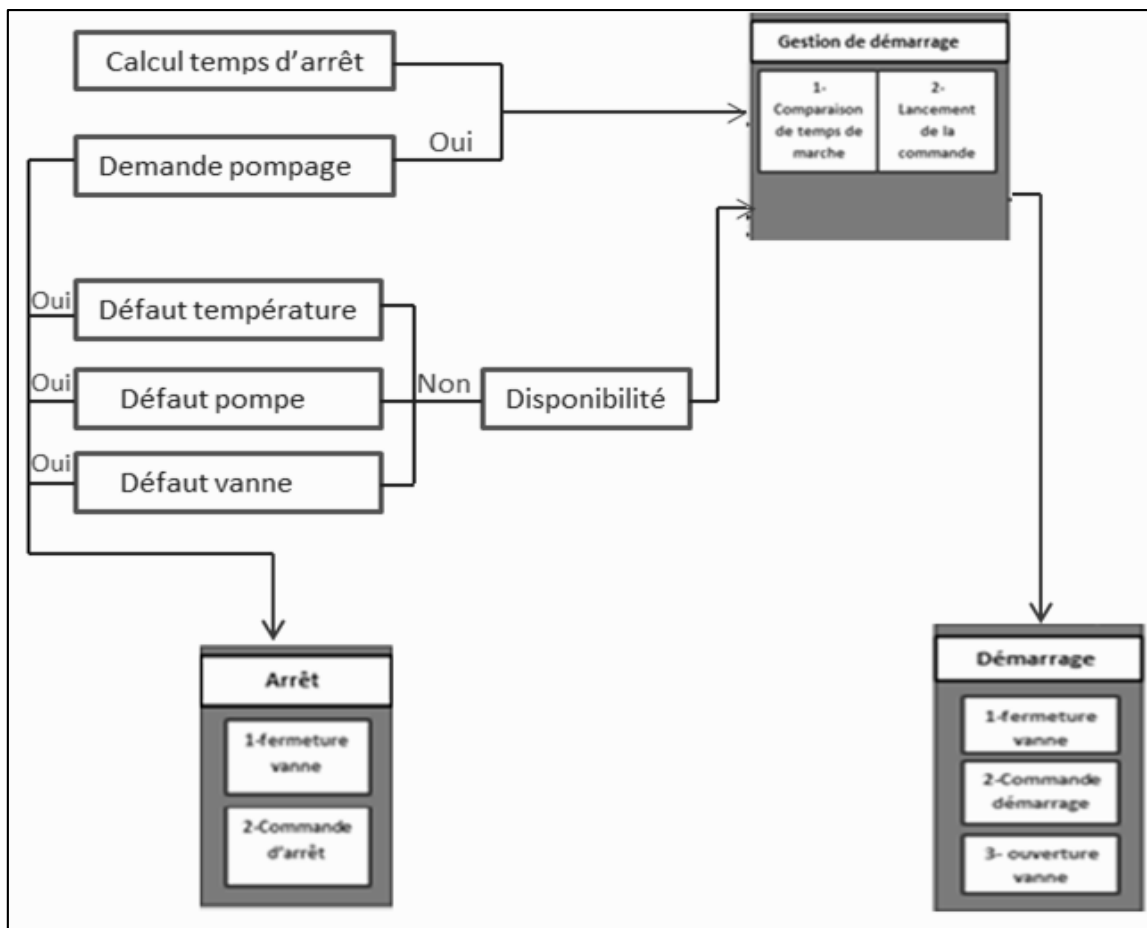 Calcul temps d'arrêt
Oui
Demande pompage
Gestion de démarrage
1-
Comparaison
de temps de
marche
2-
Lancement
de la
commande
Oui
Défaut température
Oui
Défaut pompe
Non
Disponibilité
Oui
Défaut vanne
Arrêt
1-fermeture
vanne
2-Commande
d'arrêt
Démarrage
1-fermeture
vanne
2-Commande
démarrage
3- ouverture
vanne